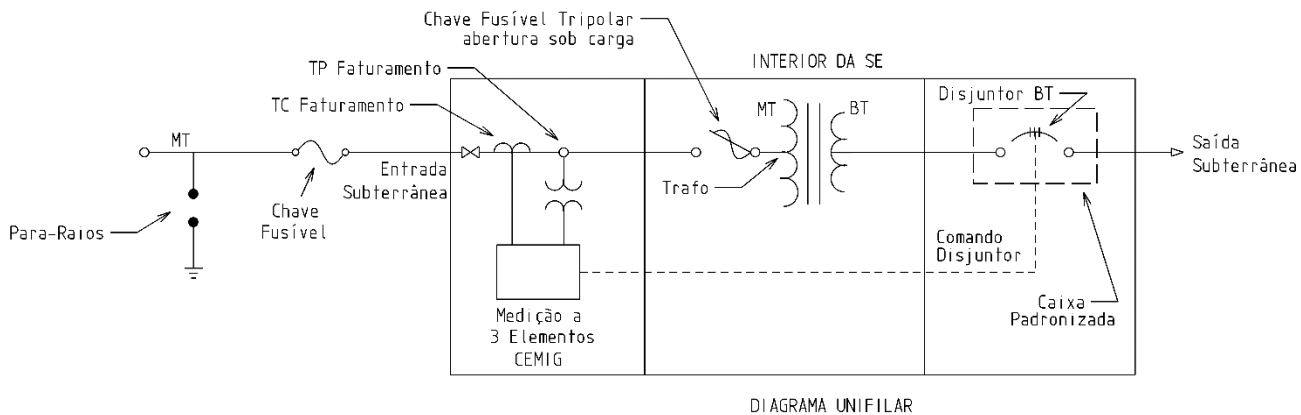 Chave Fusível Tripolar
abertura sob carga
INTERIOR DA SE
TP Faturamento
TC Faturamento
Disjuntor BT
MT
BT
MT
Entrada
Subterrânea
Trafo
Saída
Subterrânea
Para-Raios
Chave
Fusível
Comando
Disjuntor
Caixa
Padronizada
Medição a
3 Elementos
CEMIG
DIAGRAMA UNIFILAR